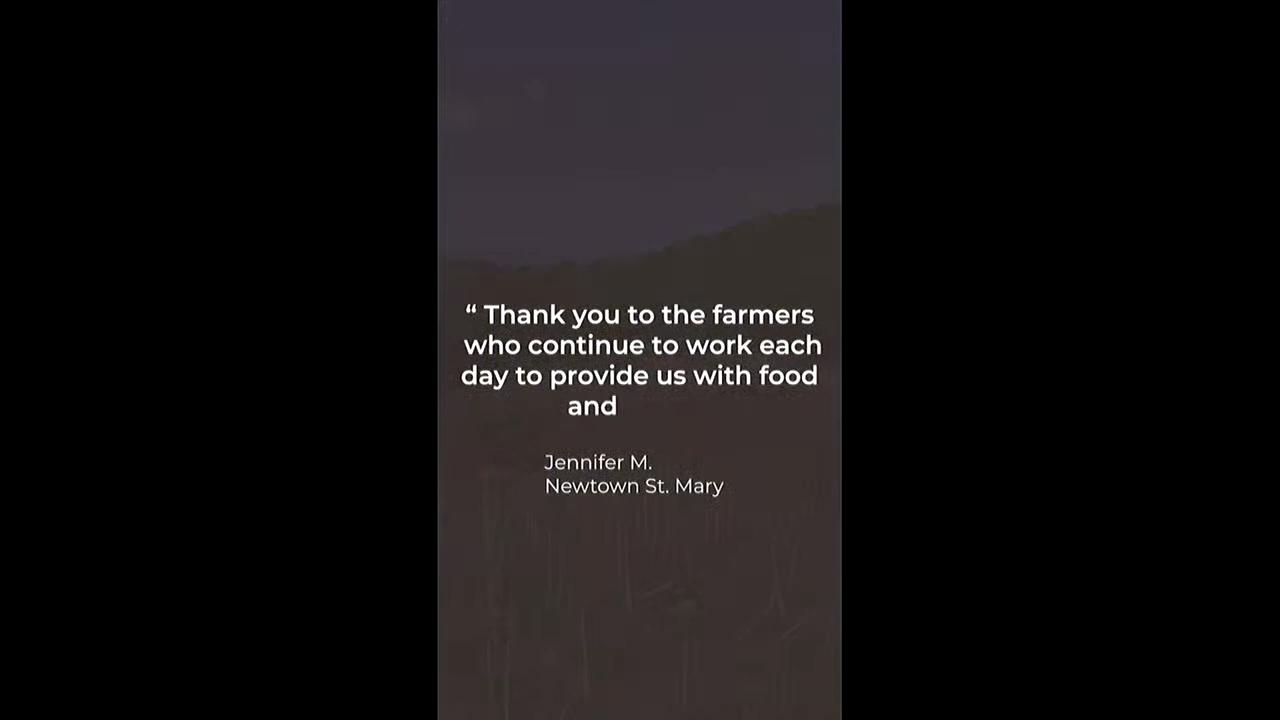 “ Thank you to the farmers
who continue to work each
day to provide us with food
and
Jennifer M.
Newtown St. Mary